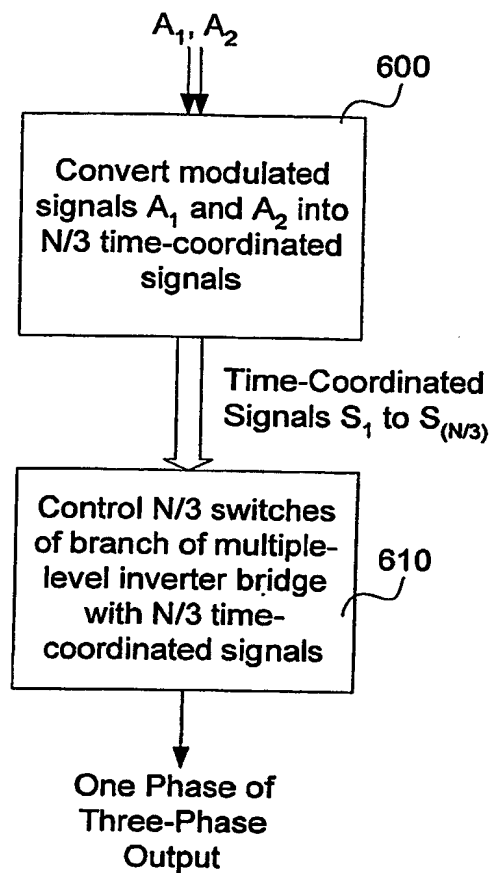 A₁, A₂
600
Convert modulated
signals A₁ and A₂ into
N/3 time-coordinated
signals
Time-Coordinated
Signals S₁ to S₍N/3₎
Control N/3 switches
of branch of multiple-
level inverter bridge
with N/3 time-
coordinated signals
610
One Phase of
Three-Phase
Output